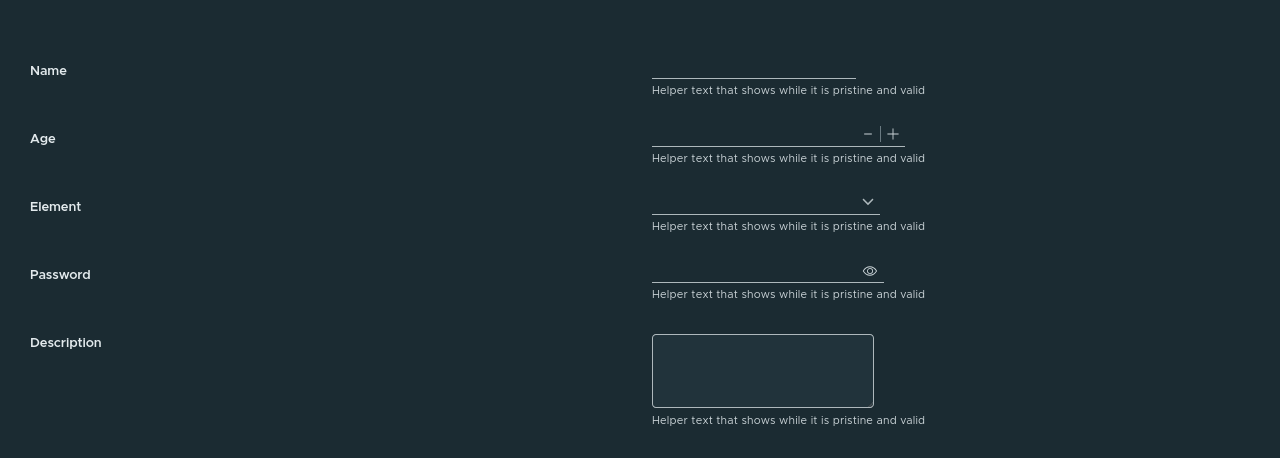 Name
Helper text that shows while it is pristine and valid
Age
Helper text that shows while it is pristine and valid
Element
Helper text that shows while it is pristine and valid
Password
Helper text that shows while it is pristine and valid
Description
Helper text that shows while it is pristine and valid